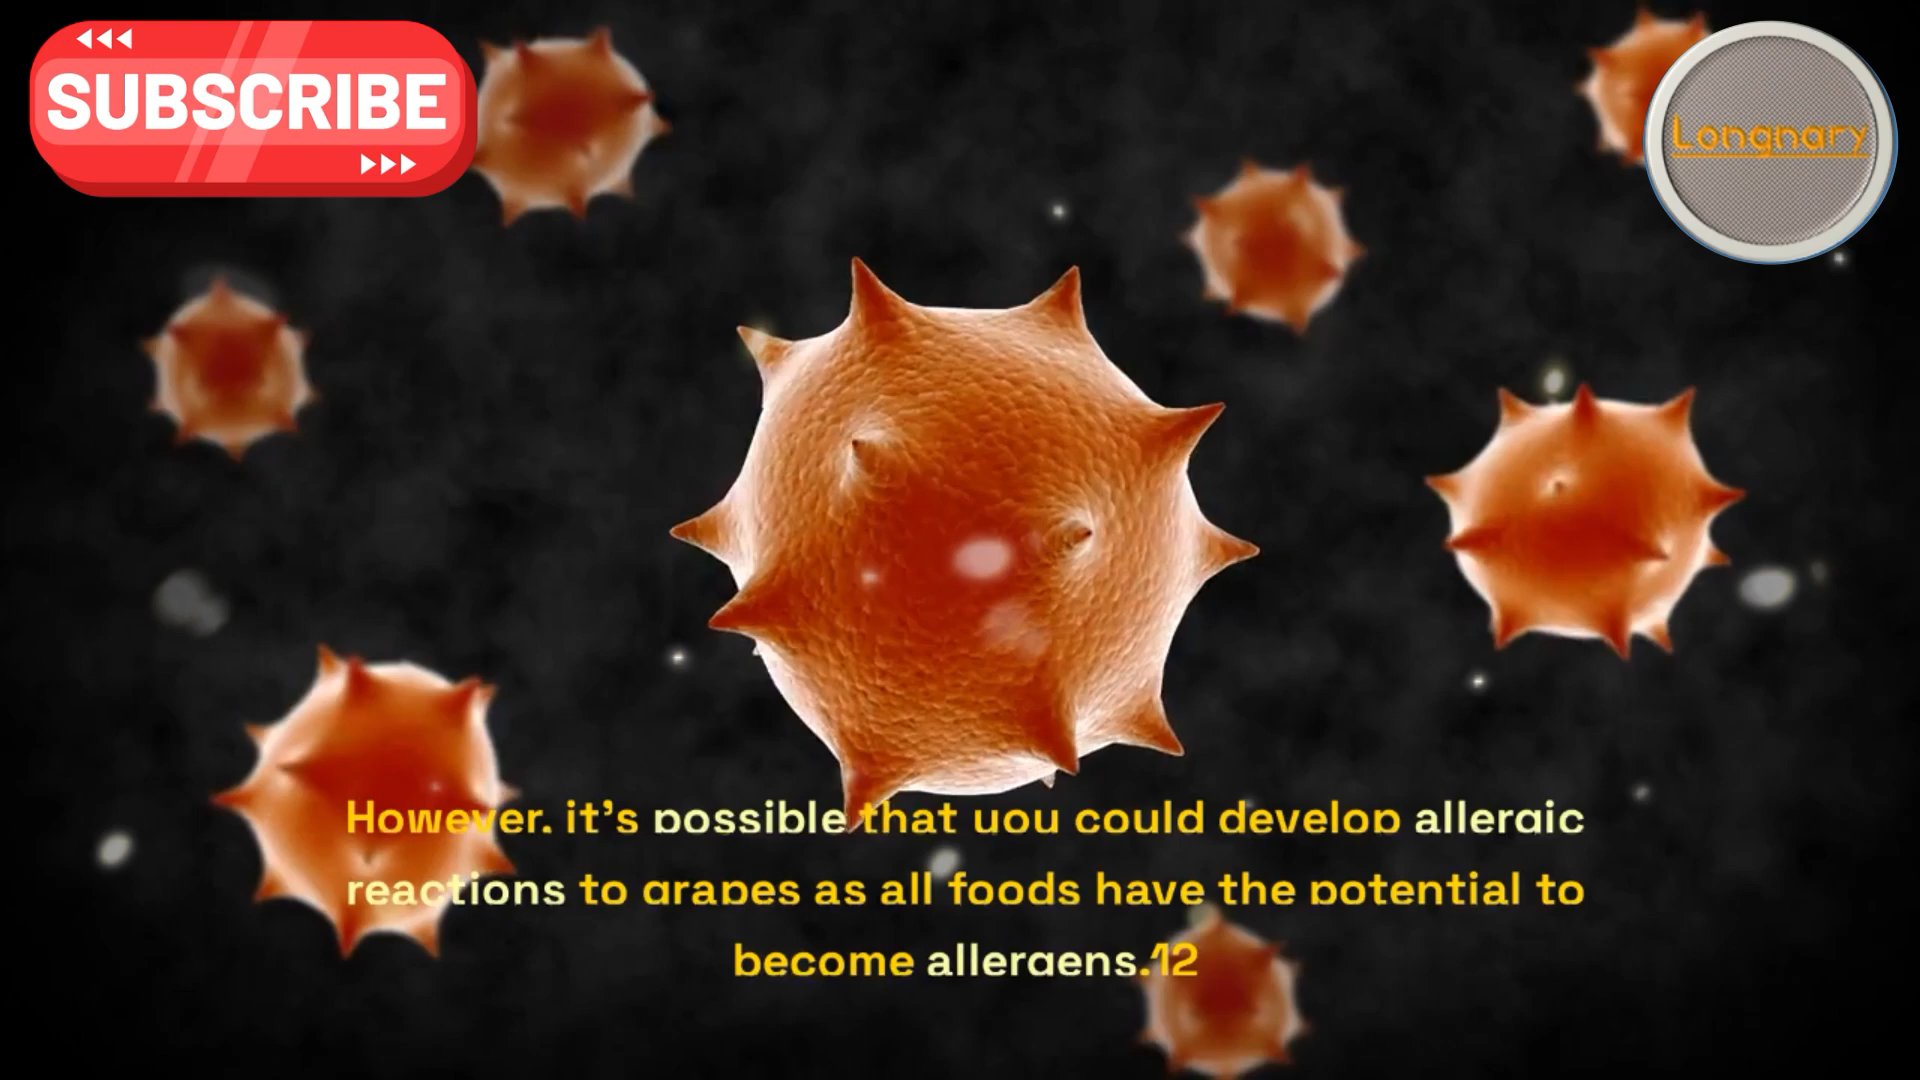 SUBSCRIBE
Longnary
However, it's possible that you could develop allergic
reactions to grapes as all foods have the potential to
become allergens.12